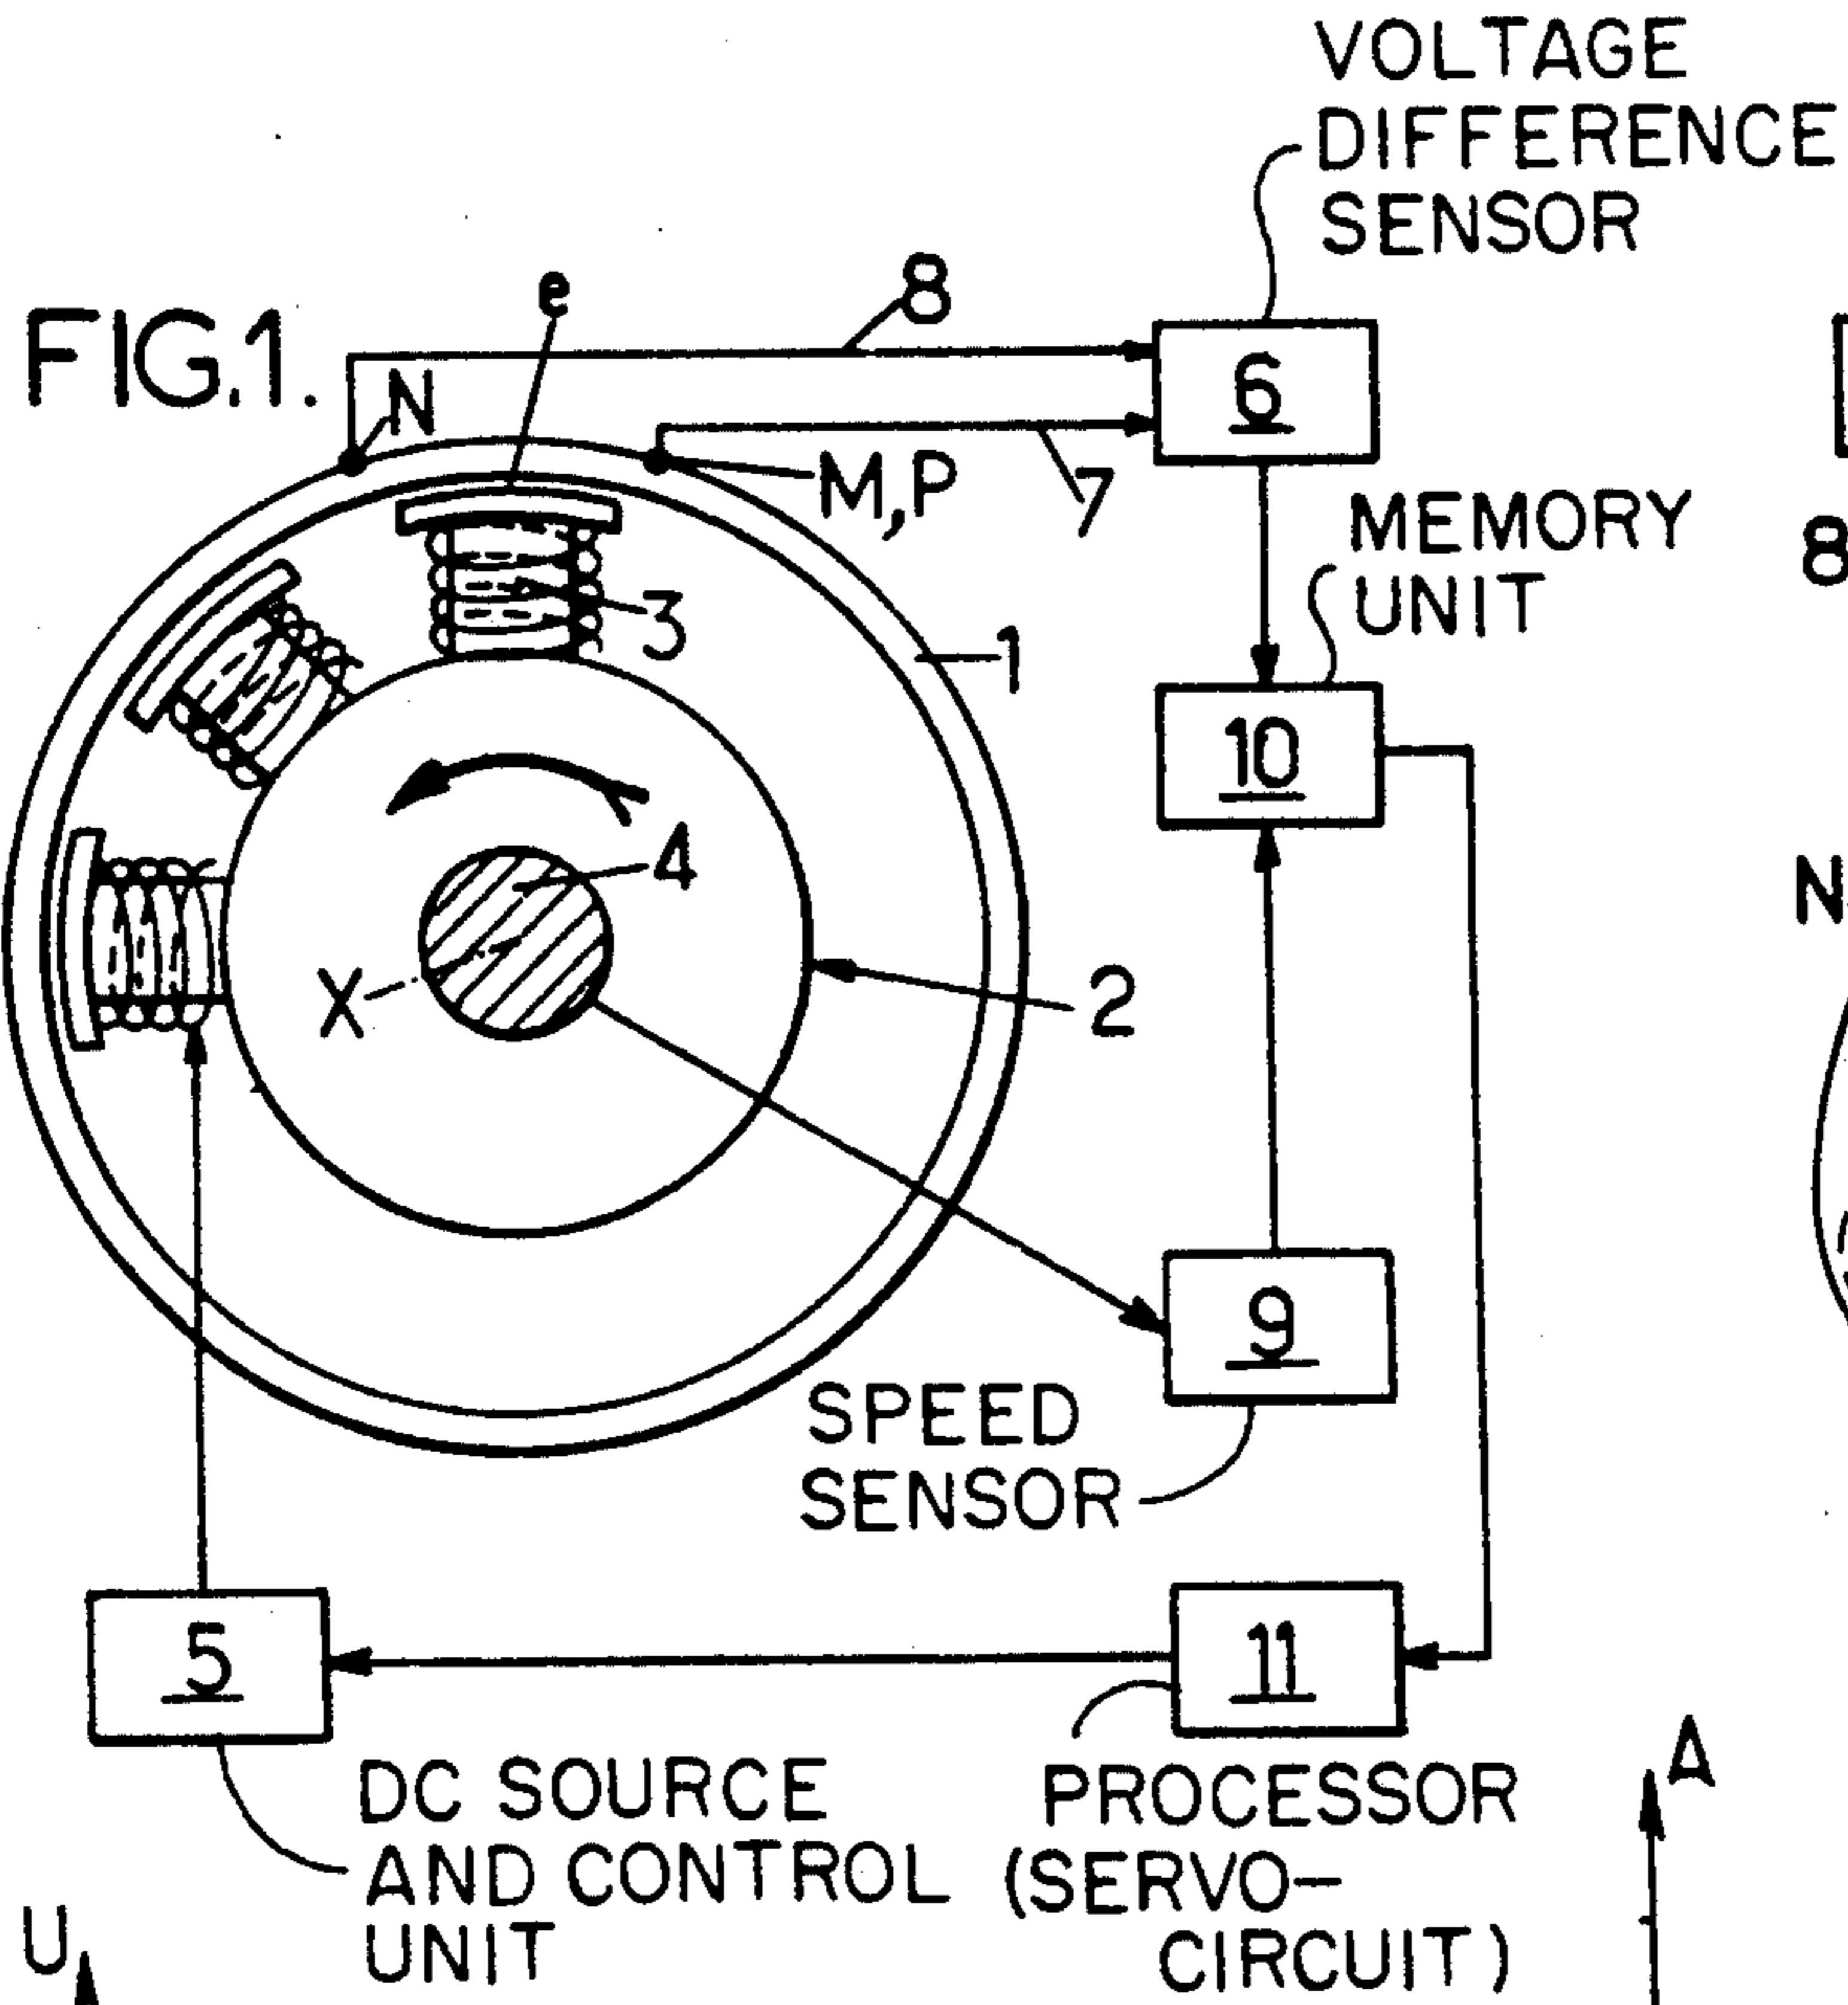 VOLTAGE
DIFFERENCE
SENSOR
FIG.1.
e
8
N
6
M,P
7
MEMORY
UNIT
8
3
1
10
4
N
X
2
9
SPEED
SENSOR
5
11
A
DC SOURCE
AND CONTROL
UNIT
PROCESSOR
(SERVO-
CIRCUIT)
U